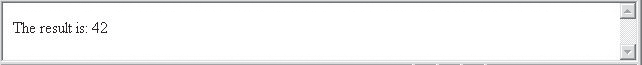 The result is: 42